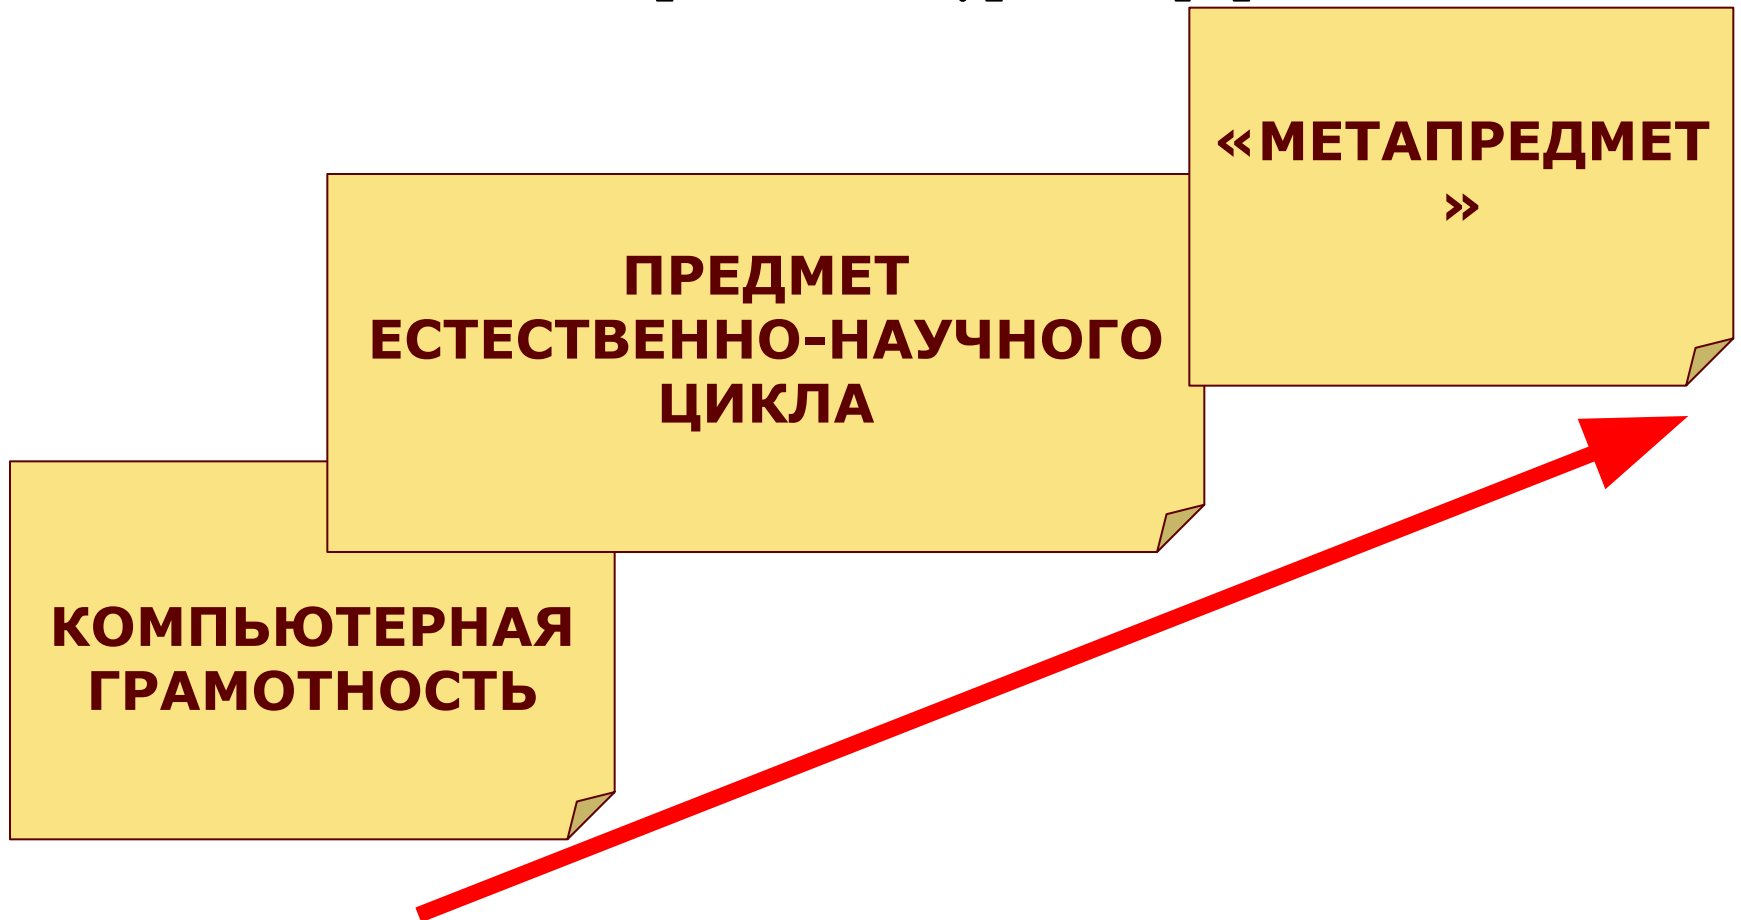 «МЕТАПРЕДМЕТ
»
ПРЕДМЕТ
ЕСТЕСТВЕННО-НАУЧНОГО
ЦИКЛА
КОМПЬЮТЕРНАЯ
ГРАМОТНОСТЬ